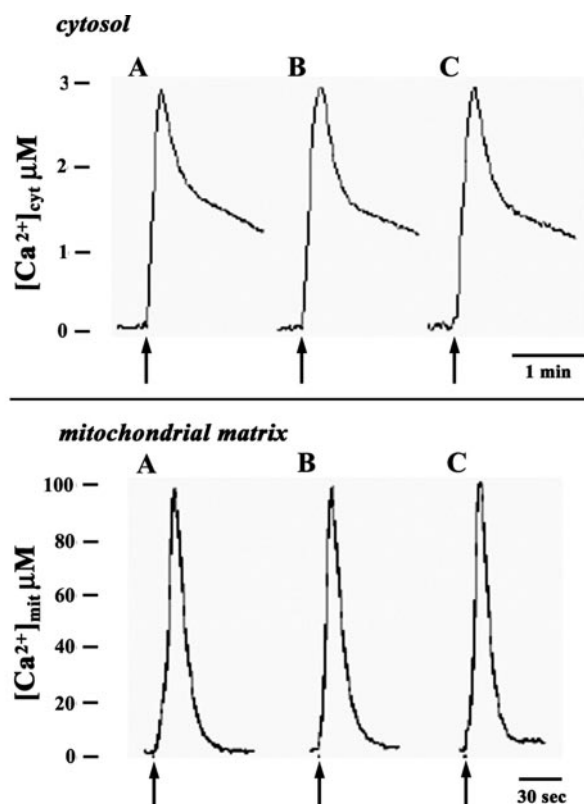 cytosol
A B C
3
2
1
0
[Ca2+]cyt μM
1 min
mitochondrial matrix
A B C
100
80
60
40
20
0
[Ca2+]mit μM
30 sec